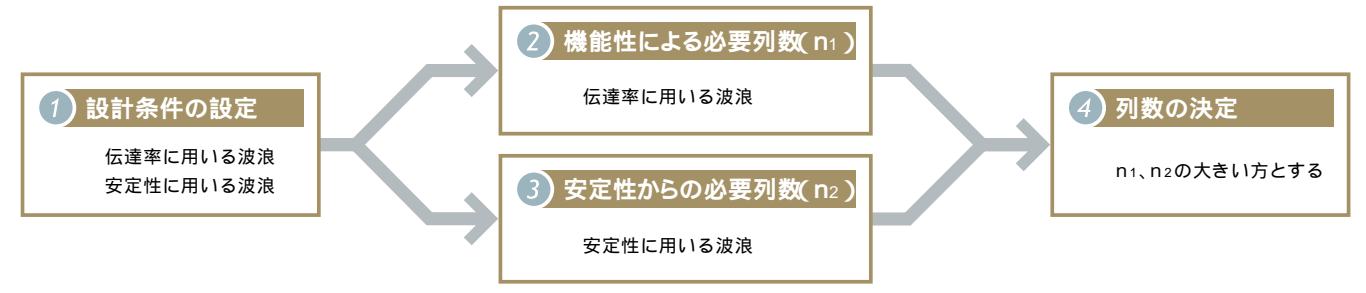 1 設計条件の設定
伝達率に用いる波浪
安定性に用いる波浪
2 機能性による必要列数(n1)
伝達率に用いる波浪
3 安定性からの必要列数(n2)
安定性に用いる波浪
4 列数の決定
n1、n2の大きい方とする